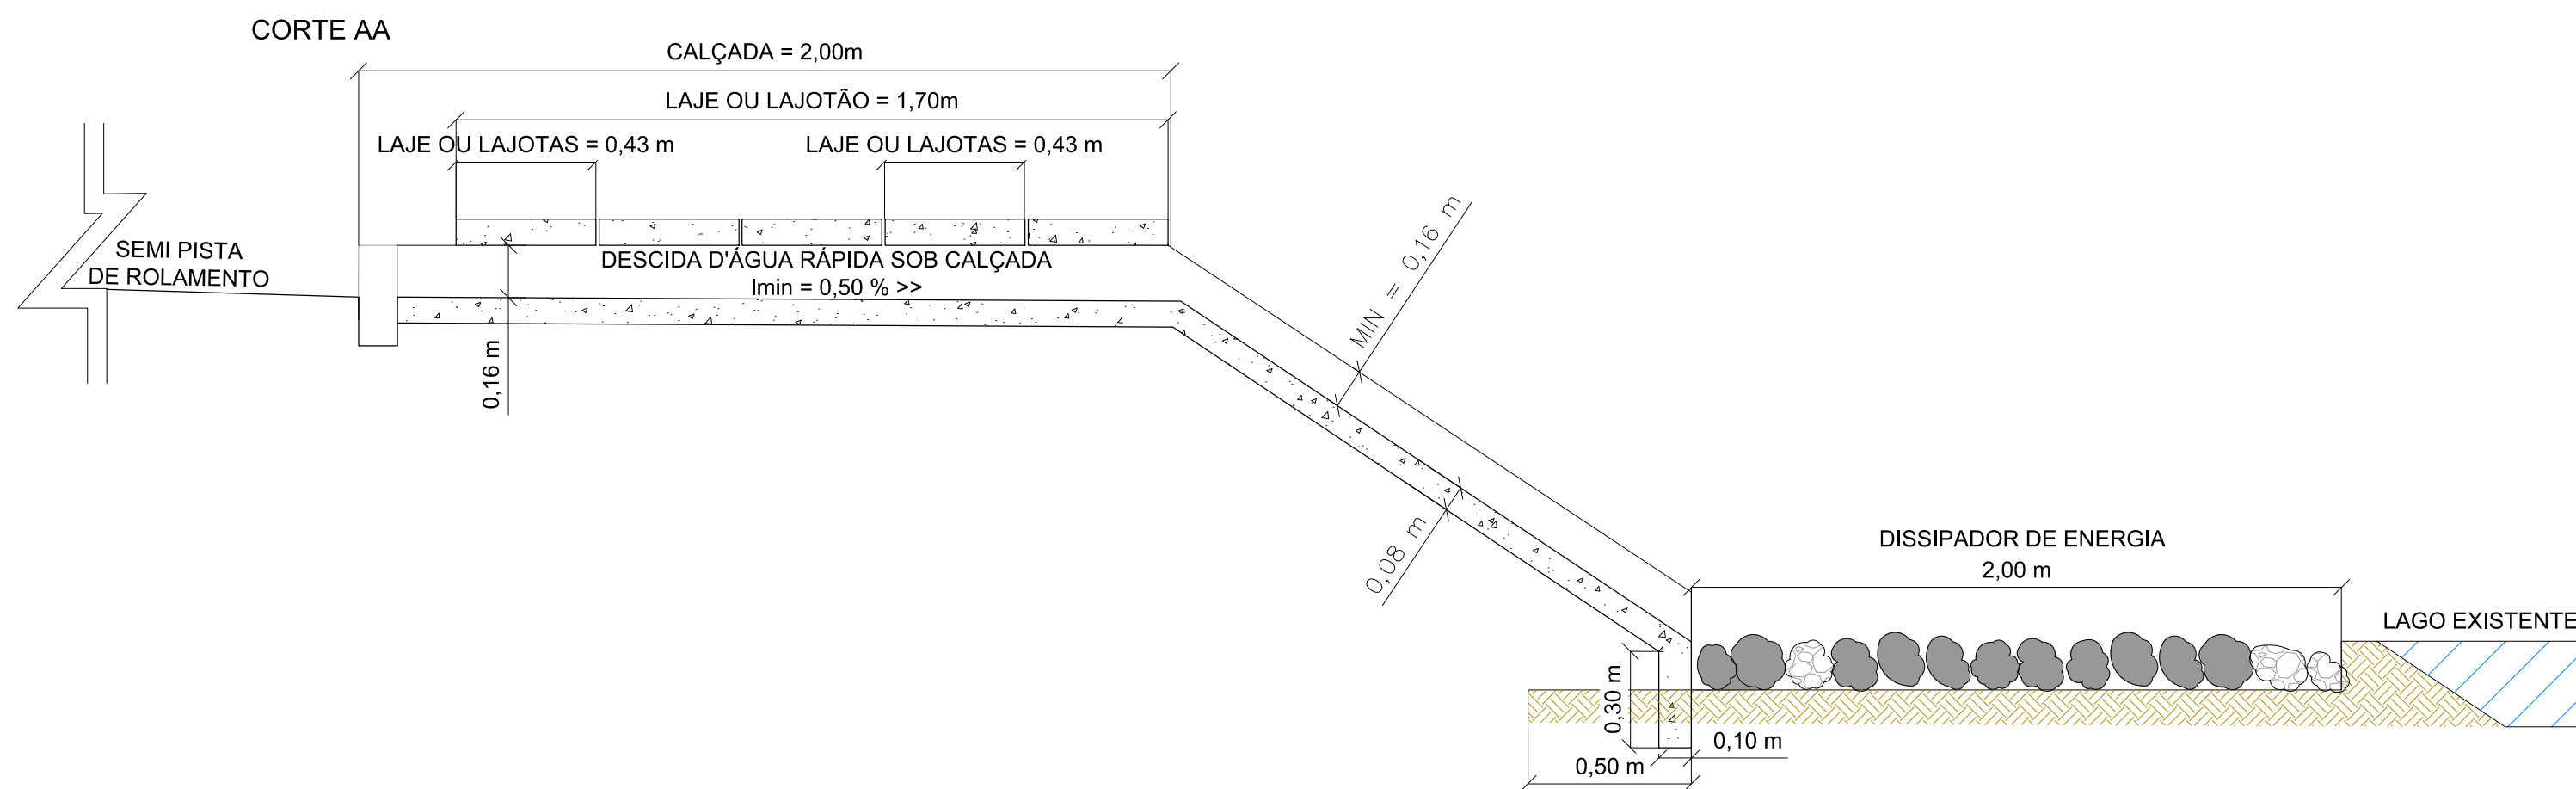 CORTE AA
CALÇADA = 2,00m
LAJE OU LAJOTÃO = 1,70m
LAJE OU LAJOTAS = 0,43 m
LAJE OU LAJOTAS = 0,43 m
SEMI PISTA
DE ROLAMENTO
DESCIDA D'ÁGUA RÁPIDA SOB CALÇADA
Imin = 0,50 % >>
0,16 m
MIN = 0,16 m
0,08 m
DISSIPADOR DE ENERGIA
2,00 m
LAGO EXISTENTE
0,30 m
0,10 m
0,50 m